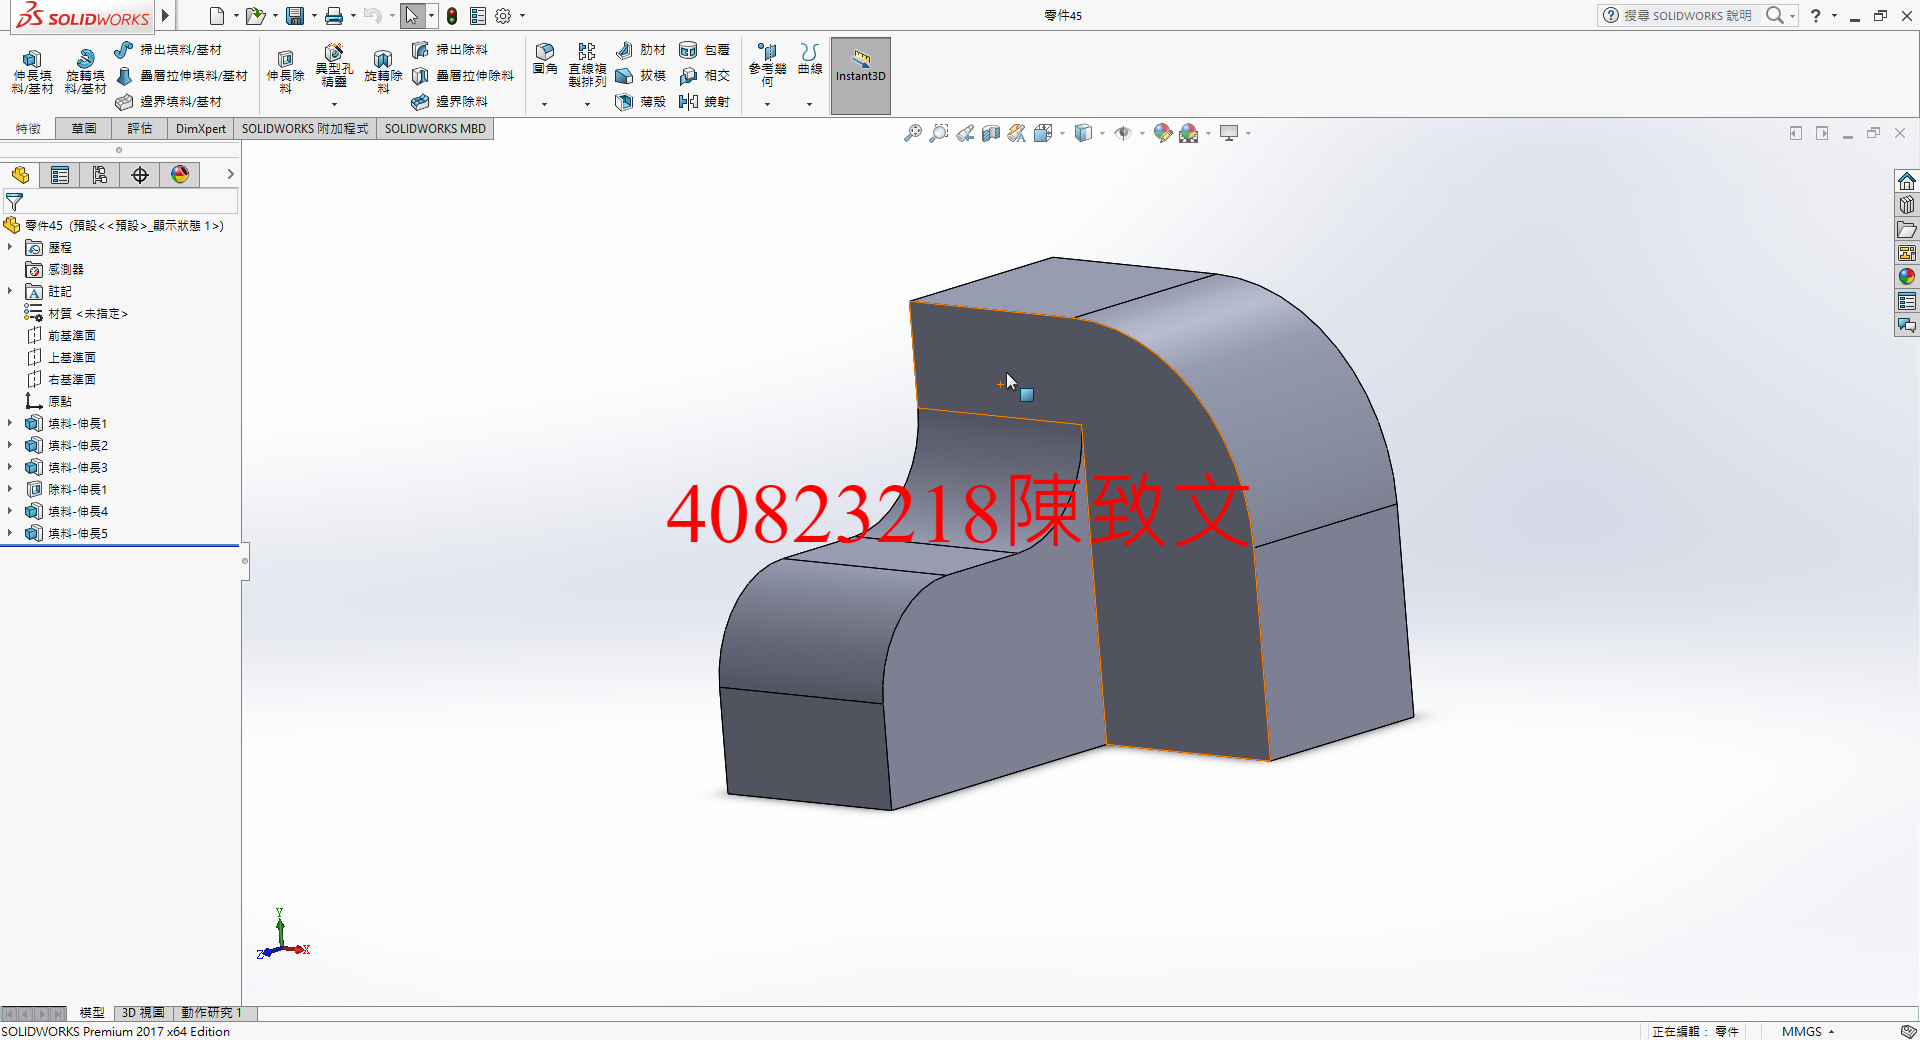 SOLIDWORKS
零件45
搜尋 SOLIDWORKS 說明
伸長填料/基材
旋轉填料/基材
掃出填料/基材
疊層拉伸填料/基材
邊界填料/基材
伸長除料
異型孔精靈
旋轉除料
掃出除料
疊層拉伸除料
邊界除料
圓角
直線複製排列
肋材
拔模
薄殼
包覆
相交
鏡射
參考幾何
曲線
Instant3D
特徵
草圖
評估
DimXpert
SOLIDWORKS 附加程式
SOLIDWORKS MBD
零件45 (預設<<預設>_顯示狀態 1>)
歷程
感測器
註記
材質 <未指定>
前基準面
上基準面
右基準面
原點
填料-伸長1
填料-伸長2
填料-伸長3
除料-伸長1
填料-伸長4
填料-伸長5
40823218陳致文
Y
Z
X
模型
3D 視圖
動作研究 1
SOLIDWORKS Premium 2017 x64 Edition
正在編輯： 零件
MMGS